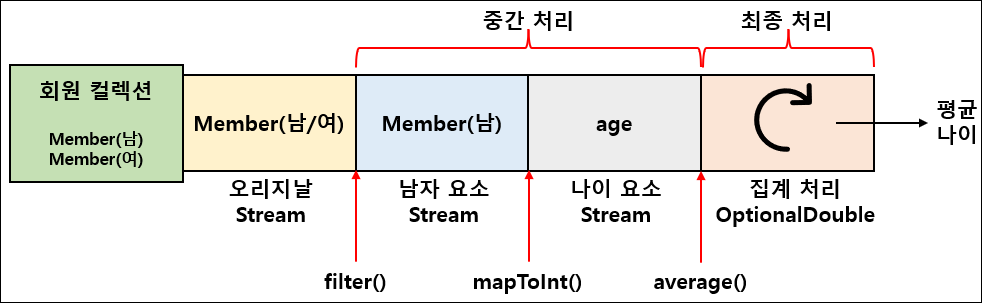 중간 처리
최종 처리
회원 컬렉션
Member(남)
Member(여)
Member(남/여)
Member(남)
age
평균
나이
오리지날
Stream
남자 요소
Stream
나이 요소
Stream
집계 처리
OptionalDouble
filter()
mapToInt()
average()